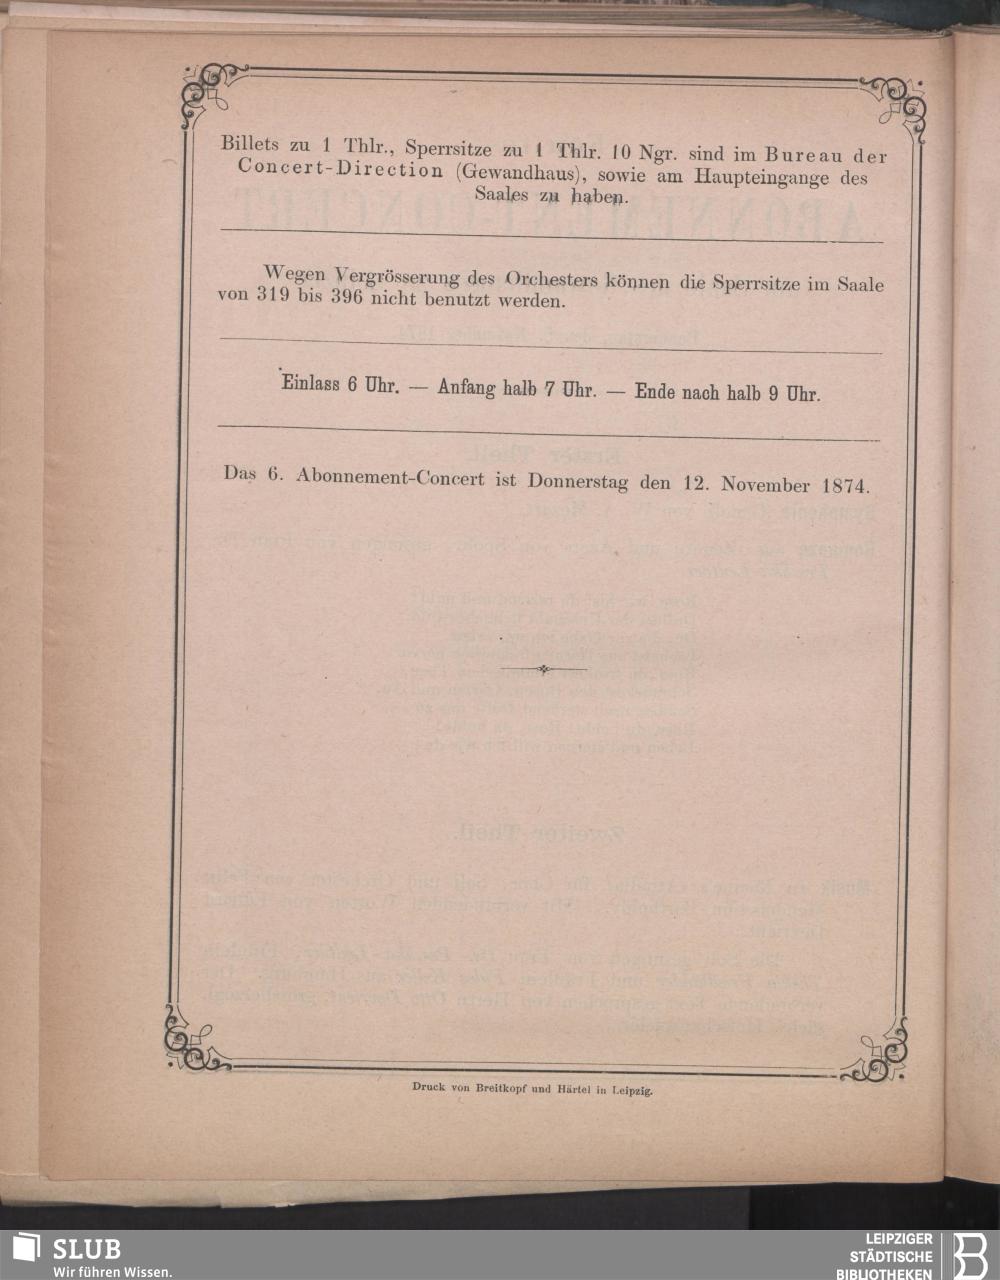 Billets zu 1 Thlr., Sperrsitze zu 1 Thlr. 10 Ngr. sind im Bureau der
Concert-Direction (Gewandhaus), sowie am Haupteingange des
Saales zu haben.
Wegen Vergrösserung des Orchesters können die Sperrsitze im Saale
von 319 bis 396 nicht benutzt werden.
Einlass 6 Uhr. — Anfang halb 7 Uhr. — Ende nach halb 9 Uhr.
Das 6. Abonnement-Concert ist Donnerstag den 12. November 1874.
Druck von Breitkopf und Härtel in Leipzig.
SLUB
Wir führen Wissen.
LEIPZIGER
STÄDTISCHE
BIBLIOTHEKEN